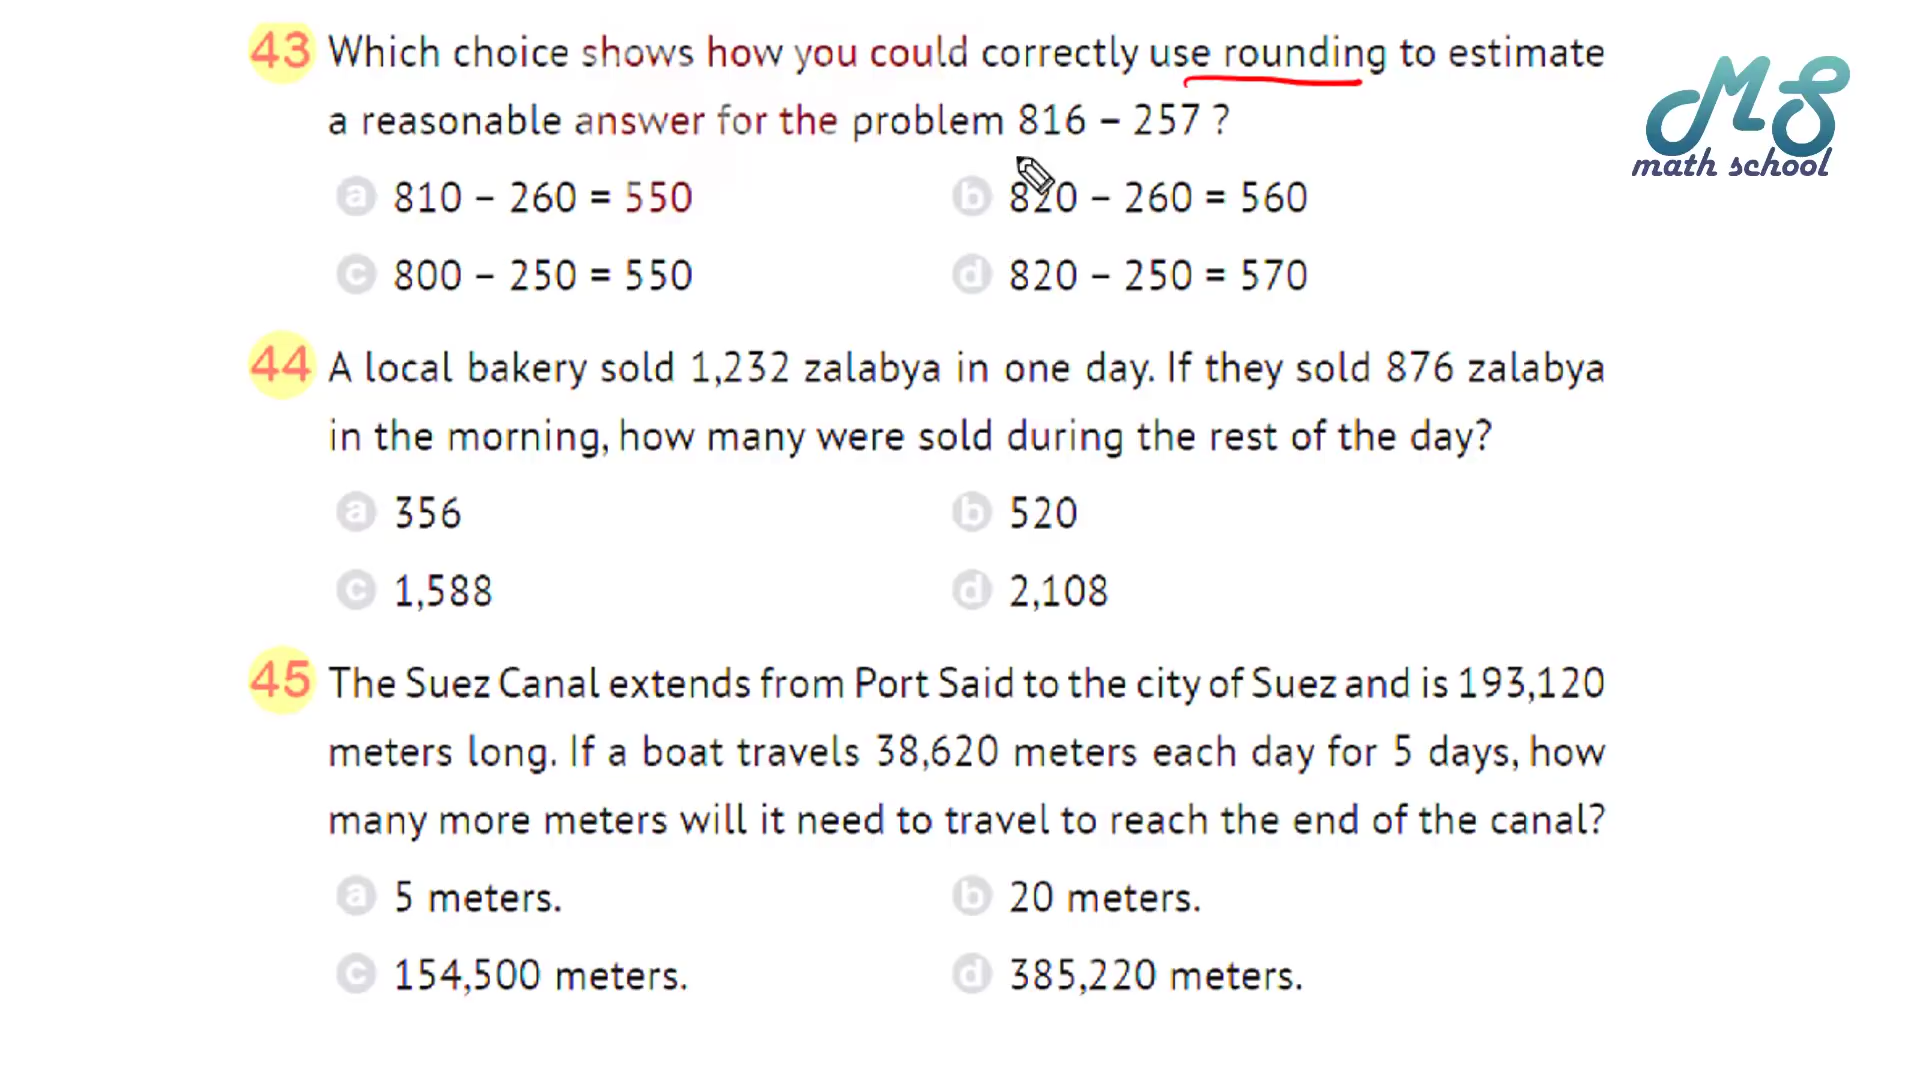 43 Which choice shows how you could correctly use rounding to estimate
a reasonable answer for the problem 816 – 257 ?
a 810 – 260 = 550
b 820 – 260 = 560
c 800 – 250 = 550
d 820 – 250 = 570
44 A local bakery sold 1,232 zalabya in one day. If they sold 876 zalabya
in the morning, how many were sold during the rest of the day?
a 356
b 520
c 1,588
d 2,108
45 The Suez Canal extends from Port Said to the city of Suez and is 193,120
meters long. If a boat travels 38,620 meters each day for 5 days, how
many more meters will it need to travel to reach the end of the canal?
a 5 meters.
b 20 meters.
c 154,500 meters.
d 385,220 meters.
MS
math school